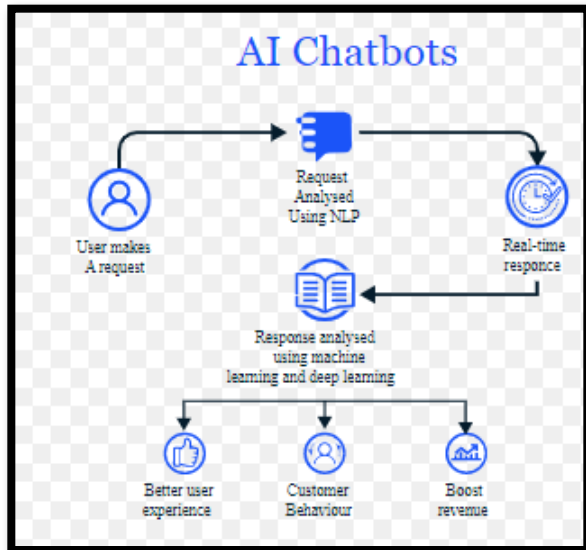 AI Chatbots
Request
Analysed
Using NLP
User makes
A request
Real-time
responce
Response analysed
using machine
learning and deep learning
Better user
experience
Customer
Behaviour
Boost
revenue